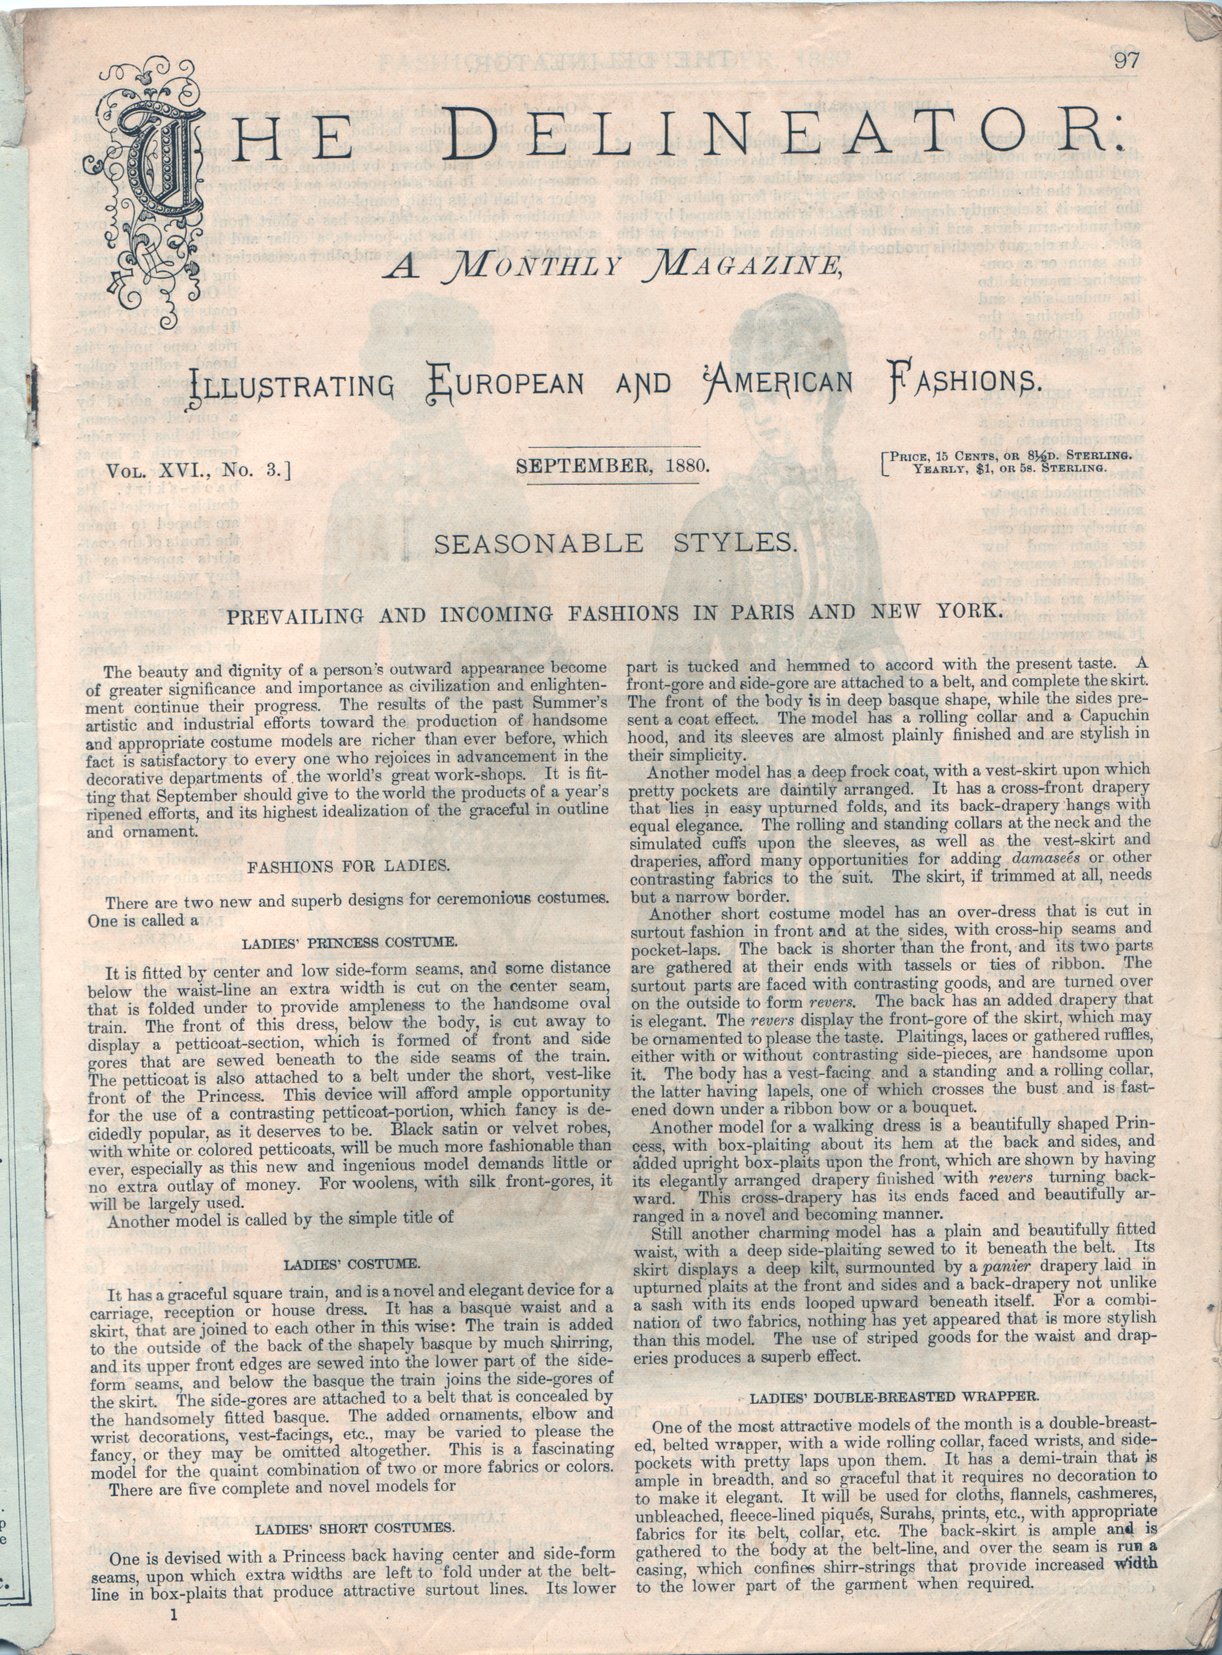 97
THE DELINEATOR:
A MONTHLY MAGAZINE,
ILLUSTRATING EUROPEAN AND AMERICAN FASHIONS.
VOL. XVI., NO. 3.]
SEPTEMBER, 1880.
[PRICE, 15 CENTS, OR 8½D. STERLING.
YEARLY, $1, OR 5S. STERLING.
SEASONABLE STYLES.
PREVAILING AND INCOMING FASHIONS IN PARIS AND NEW YORK.
The beauty and dignity of a person's outward appearance become
of greater significance and importance as civilization and enlighten-
ment continue their progress. The results of the past Summer's
artistic and industrial efforts toward the production of handsome
and appropriate costume models are richer than ever before, which
fact is satisfactory to every one who rejoices in advancement in the
decorative departments of the world's great work-shops. It is fit-
ting that September should give to the world the products of a year's
ripened efforts, and its highest idealization of the graceful in outline
and ornament.
FASHIONS FOR LADIES.
There are two new and superb designs for ceremonious costumes.
One is called a
LADIES' PRINCESS COSTUME.
It is fitted by center and low side-form seams, and some distance
below the waist-line an extra width is cut on the center seam,
that is folded under to provide ampleness to the handsome oval
train. The front of this dress, below the body, is cut away to
display a petticoat-section, which is formed of front and side
gores that are sewed beneath to the side seams of the train.
The petticoat is also attached to a belt under the short, vest-like
front of the Princess. This device will afford ample opportunity
for the use of a contrasting petticoat-portion, which fancy is de-
cidedly popular, as it deserves to be. Black satin or velvet robes,
with white or colored petticoats, will be much more fashionable than
ever, especially as this new and ingenious model demands little or
no extra outlay of money. For woolens, with silk front-gores, it
will be largely used.
Another model is called by the simple title of
LADIES' COSTUME.
It has a graceful square train, and is a novel and elegant device for a
carriage, reception or house dress. It has a basque waist and a
skirt, that are joined to each other in this wise: The train is added
to the outside of the back of the shapely basque by much shirring,
and its upper front edges are sewed into the lower part of the side-
form seams, and below the basque the train joins the side-gores of
the skirt. The side-gores are attached to a belt that is concealed by
the handsomely fitted basque. The added ornaments, elbow and
wrist decorations, vest-facings, etc., may be varied to please the
fancy, or they may be omitted altogether. This is a fascinating
model for the quaint combination of two or more fabrics or colors.
There are five complete and novel models for
LADIES' SHORT COSTUMES.
One is devised with a Princess back having center and side-form
seams, upon which extra widths are left to fold under at the belt-
line in box-plaits that produce attractive surtout lines. Its lower
1
part is tucked and hemmed to accord with the present taste. A
front-gore and side-gore are attached to a belt, and complete the skirt.
The front of the body is in deep basque shape, while the sides pre-
sent a coat effect. The model has a rolling collar and a Capuchin
hood, and its sleeves are almost plainly finished and are stylish in
their simplicity.
Another model has a deep frock coat, with a vest-skirt upon which
pretty pockets are daintily arranged. It has a cross-front drapery
that lies in easy upturned folds, and its back-drapery hangs with
equal elegance. The rolling and standing collars at the neck and the
simulated cuffs upon the sleeves, as well as the vest-skirt and
draperies, afford many opportunities for adding damaseés or other
contrasting fabrics to the suit. The skirt, if trimmed at all, needs
but a narrow border.
Another short costume model has an over-dress that is cut in
surtout fashion in front and at the sides, with cross-hip seams and
pocket-laps. The back is shorter than the front, and its two parts
are gathered at their ends with tassels or ties of ribbon. The
surtout parts are faced with contrasting goods, and are turned over
on the outside to form revers. The back has an added drapery that
is elegant. The revers display the front-gore of the skirt, which may
be ornamented to please the taste. Plaitings, laces or gathered ruffles,
either with or without contrasting side-pieces, are handsome upon
it. The body has a vest-facing and a standing and a rolling collar,
the latter having lapels, one of which crosses the bust and is fast-
ened down under a ribbon bow or a bouquet.
Another model for a walking dress is a beautifully shaped Prin-
cess, with box-plaiting about its hem at the back and sides, and
added upright box-plaits upon the front, which are shown by having
its elegantly arranged drapery finished with revers turning back-
ward. This cross-drapery has its ends faced and beautifully ar-
ranged in a novel and becoming manner.
Still another charming model has a plain and beautifully fitted
waist, with a deep side-plaiting sewed to it beneath the belt. Its
skirt displays a deep kilt, surmounted by a panier drapery laid in
upturned plaits at the front and sides and a back-drapery not unlike
a sash with its ends looped upward beneath itself. For a combi-
nation of two fabrics, nothing has yet appeared that is more stylish
than this model. The use of striped goods for the waist and drap-
eries produces a superb effect.
LADIES' DOUBLE-BREASTED WRAPPER.
One of the most attractive models of the month is a double-breast-
ed, belted wrapper, with a wide rolling collar, faced wrists, and side-
pockets with pretty laps upon them. It has a demi-train that is
ample in breadth, and so graceful that it requires no decoration to
to make it elegant. It will be used for cloths, flannels, cashmeres,
unbleached, fleece-lined piqués, Surahs, prints, etc., with appropriate
fabrics for its belt, collar, etc. The back-skirt is ample and is
gathered to the body at the belt-line, and over the seam is run a
casing, which confines shirr-strings that provide increased width
to the lower part of the garment when required.